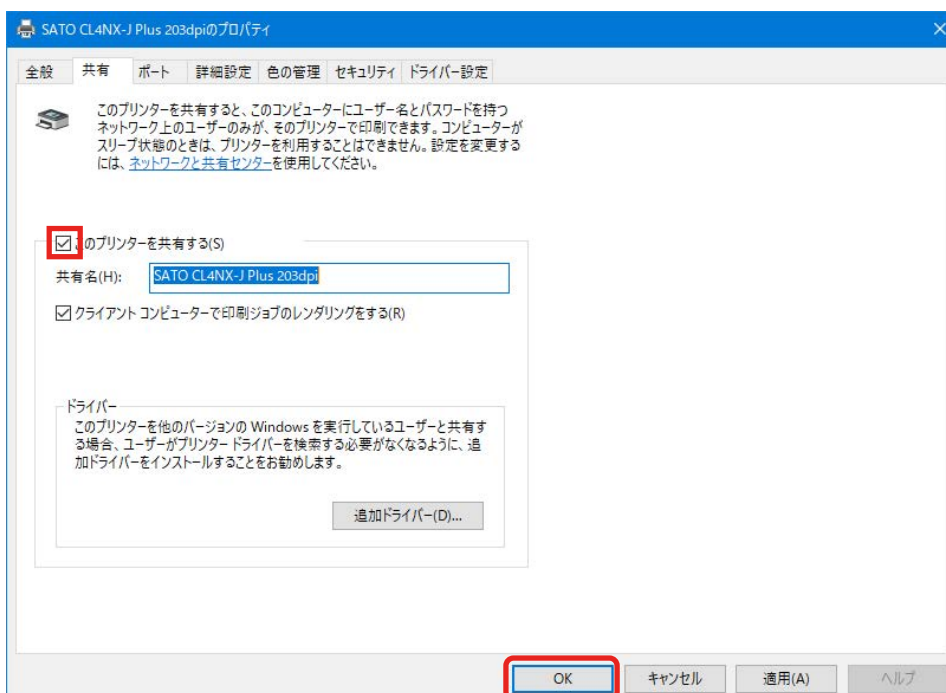 SATO CL4NX-J Plus 203dpiのプロパティ
全般 共有 ポート 詳細設定 色の管理 セキュリティ ドライバー設定
このプリンターを共有すると、このコンピューターにユーザー名とパスワードを持つ
ネットワーク上のユーザーのみが、そのプリンターで印刷できます。コンピューターが
スリープ状態のときは、プリンターを利用することはできません。設定を変更する
には、ネットワークと共有センターを使用してください。
このプリンターを共有する(S)
共有名(H): SATO CL4NX-J Plus 203dpi
クライアント コンピューターで印刷ジョブのレンダリングをする(R)
ドライバー
このプリンターを他のバージョンの Windows を実行しているユーザーと共有す
る場合、ユーザーがプリンター ドライバーを検索する必要がなくなるように、追
加ドライバーをインストールすることをお勧めします。
追加ドライバー(D)...
OK キャンセル 適用(A) ヘルプ